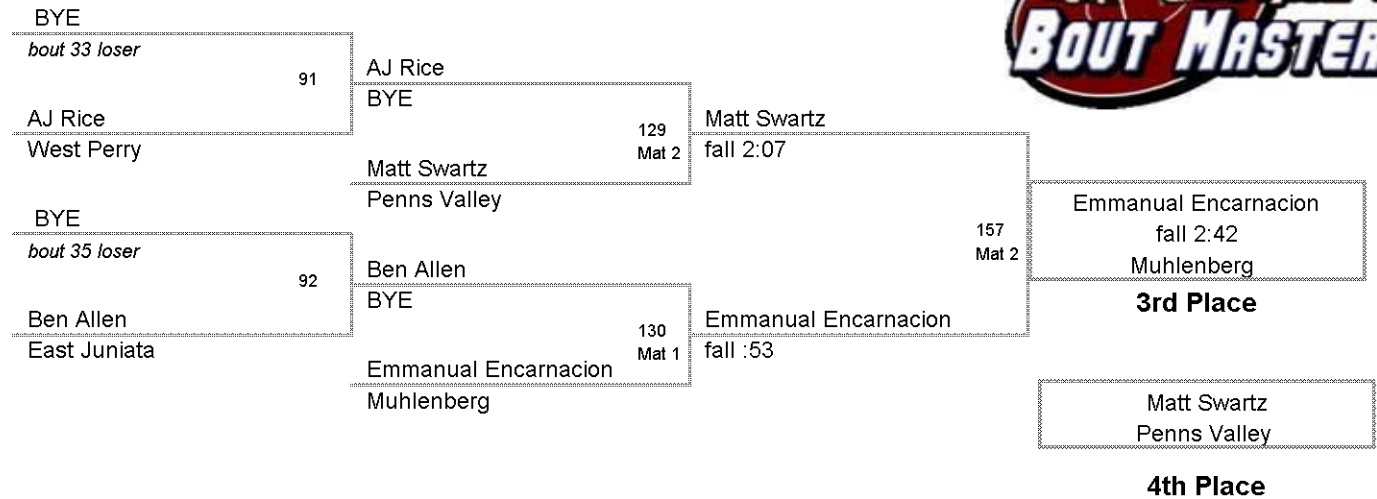 BYE
bout 33 loser
91
AJ Rice
West Perry
BYE
bout 35 loser
92
Ben Allen
East Juniata
AJ Rice
BYE
129
Mat 2
Matt Swartz
Penns Valley
Ben Allen
BYE
130
Mat 1
Emmanual Encarnacion
Muhlenberg
Matt Swartz
fall 2:07
157
Mat 2
Emmanual Encarnacion
fall :53
BOUT MASTER
Emmanual Encarnacion
fall 2:42
Muhlenberg
3rd Place
Matt Swartz
Penns Valley
4th Place